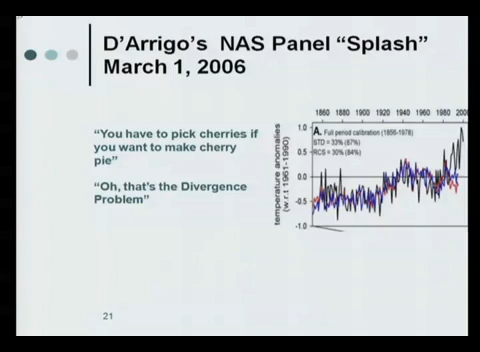 D'Arrigo's NAS Panel “Splash”
March 1, 2006
“You have to pick cherries if
you want to make cherry
pie”
“Oh, that's the Divergence
Problem”
1860 1880 1900 1920 1940 1960 1980 2000
A. Full period calibration (1856-1978)
STD = 33% (67%)
RCS = 30% (84%)
1.0
0.5
0.0
-0.5
-1.0
temperature anomalies
(w.r.t 1961-1990)
21